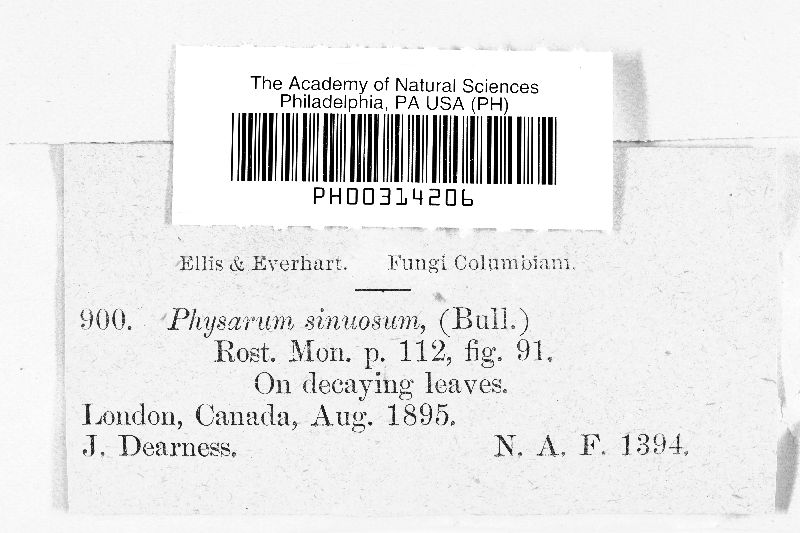 The Academy of Natural Sciences
Philadelphia, PA USA (PH)
PH00314206
Ellis & Everhart. Fungi Columbiani.
900. Physarum sinuosum, (Bull.)
Rost. Mon. p. 112, fig. 91.
On decaying leaves.
London, Canada, Aug. 1895.
J. Dearness. N. A. F. 1394.